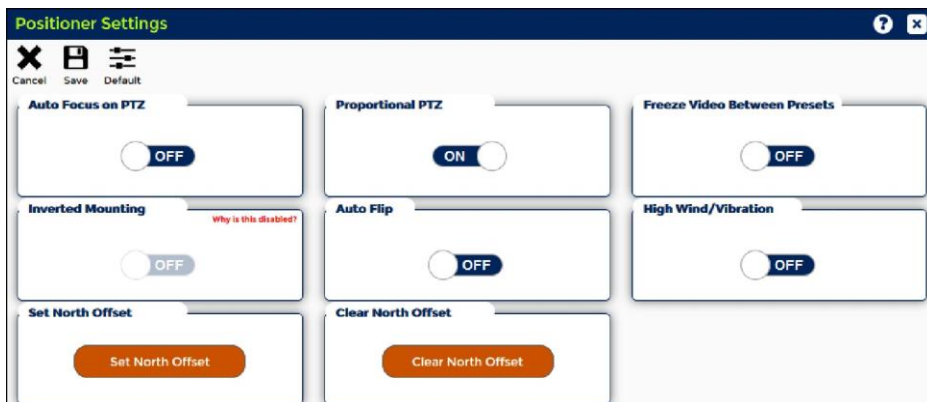 Positioner Settings
Cancel Save Default
Auto Focus on PTZ
OFF
Proportional PTZ
ON
Freeze Video Between Presets
OFF
Inverted Mounting
Why is this disabled?
OFF
Auto Flip
OFF
High Wind/Vibration
OFF
Set North Offset
Set North Offset
Clear North Offset
Clear North Offset